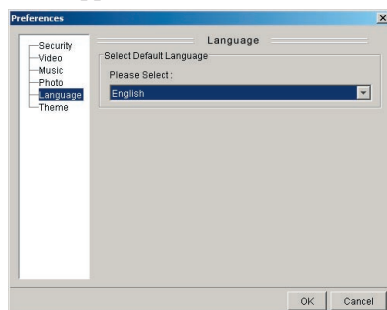 Preferences
Security
Video
Music
Photo
Language
Theme
Language
Select Default Language
Please Select :
English
OK
Cancel